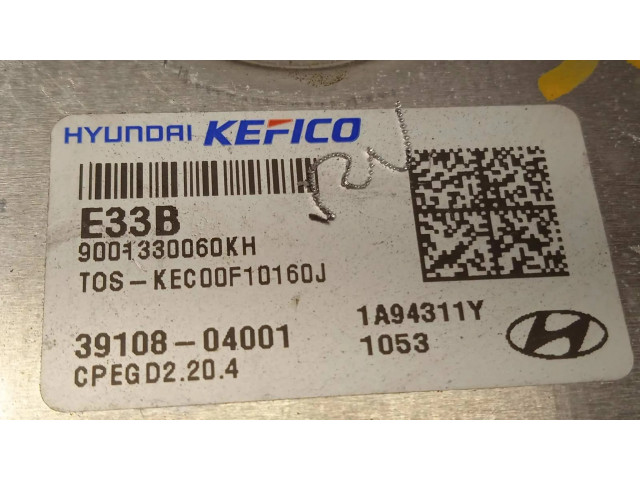 HYUNDAI KEFICO
E33B
9001330060KH
TOS-KEC00F10160J
39108-04001
CPEGD2.20.4
1A94311Y
1053